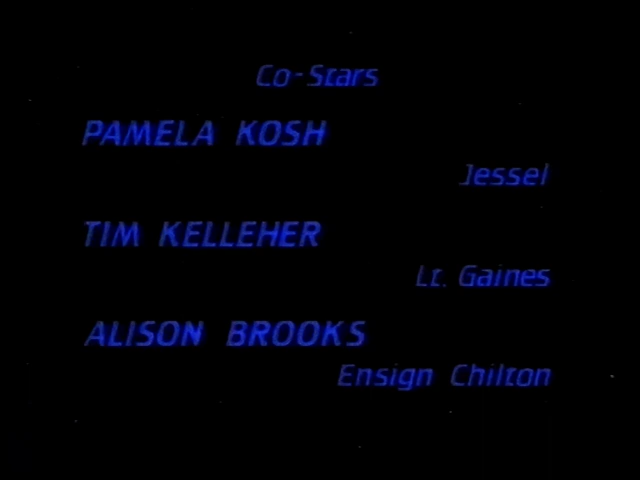 Co-Stars
PAMELA KOSH
Jessel
TIM KELLEHER
Lt. Gaines
ALISON BROOKS
Ensign Chilton